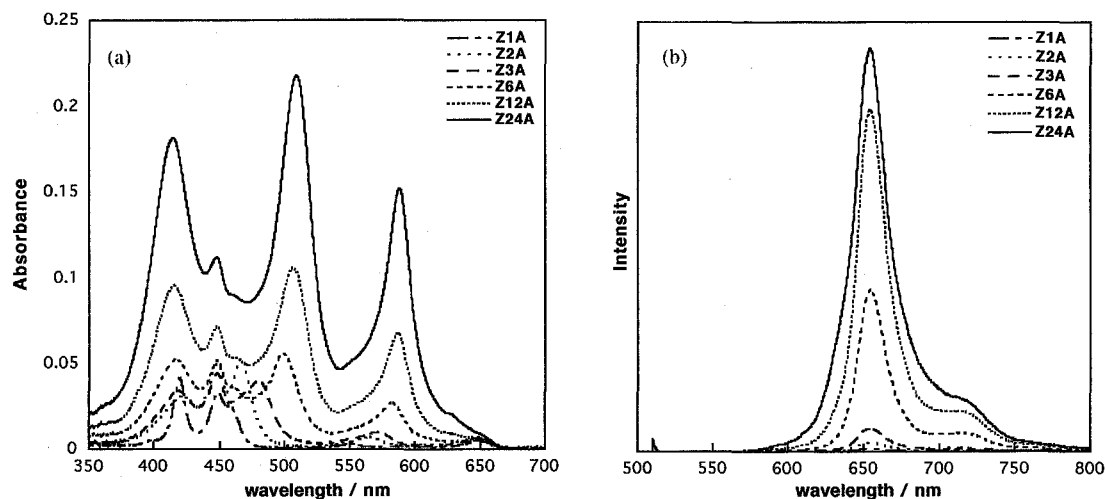 0.25
0.2
0.15
0.1
0.05
0
Absorbance
(a)
Z1A
Z2A
Z3A
Z6A
Z12A
Z24A
350 400 450 500 550 600 650 700
wavelength / nm
Intensity
(b)
Z1A
Z2A
Z3A
Z6A
Z12A
Z24A
500 550 600 650 700 750 800
wavelength / nm